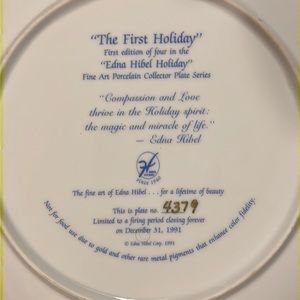 "The First Holiday"
First edition of four in the
"Edna Hibel Holiday"
Fine Art Porcelain Collector Plate Series
"Compassion and Love
thrive in the Holiday spirit:
the magic and miracle of life."
– Edna Hibel
SINCE 1940
The fine art of Edna Hibel . . . for a lifetime of beauty
This is plate no. 4379
Limited to a firing period closing forever
on December 31, 1991
© Edna Hibel Corp. 1991
Not for food use due to gold and other rare metal pigments that enhance color fidelity.